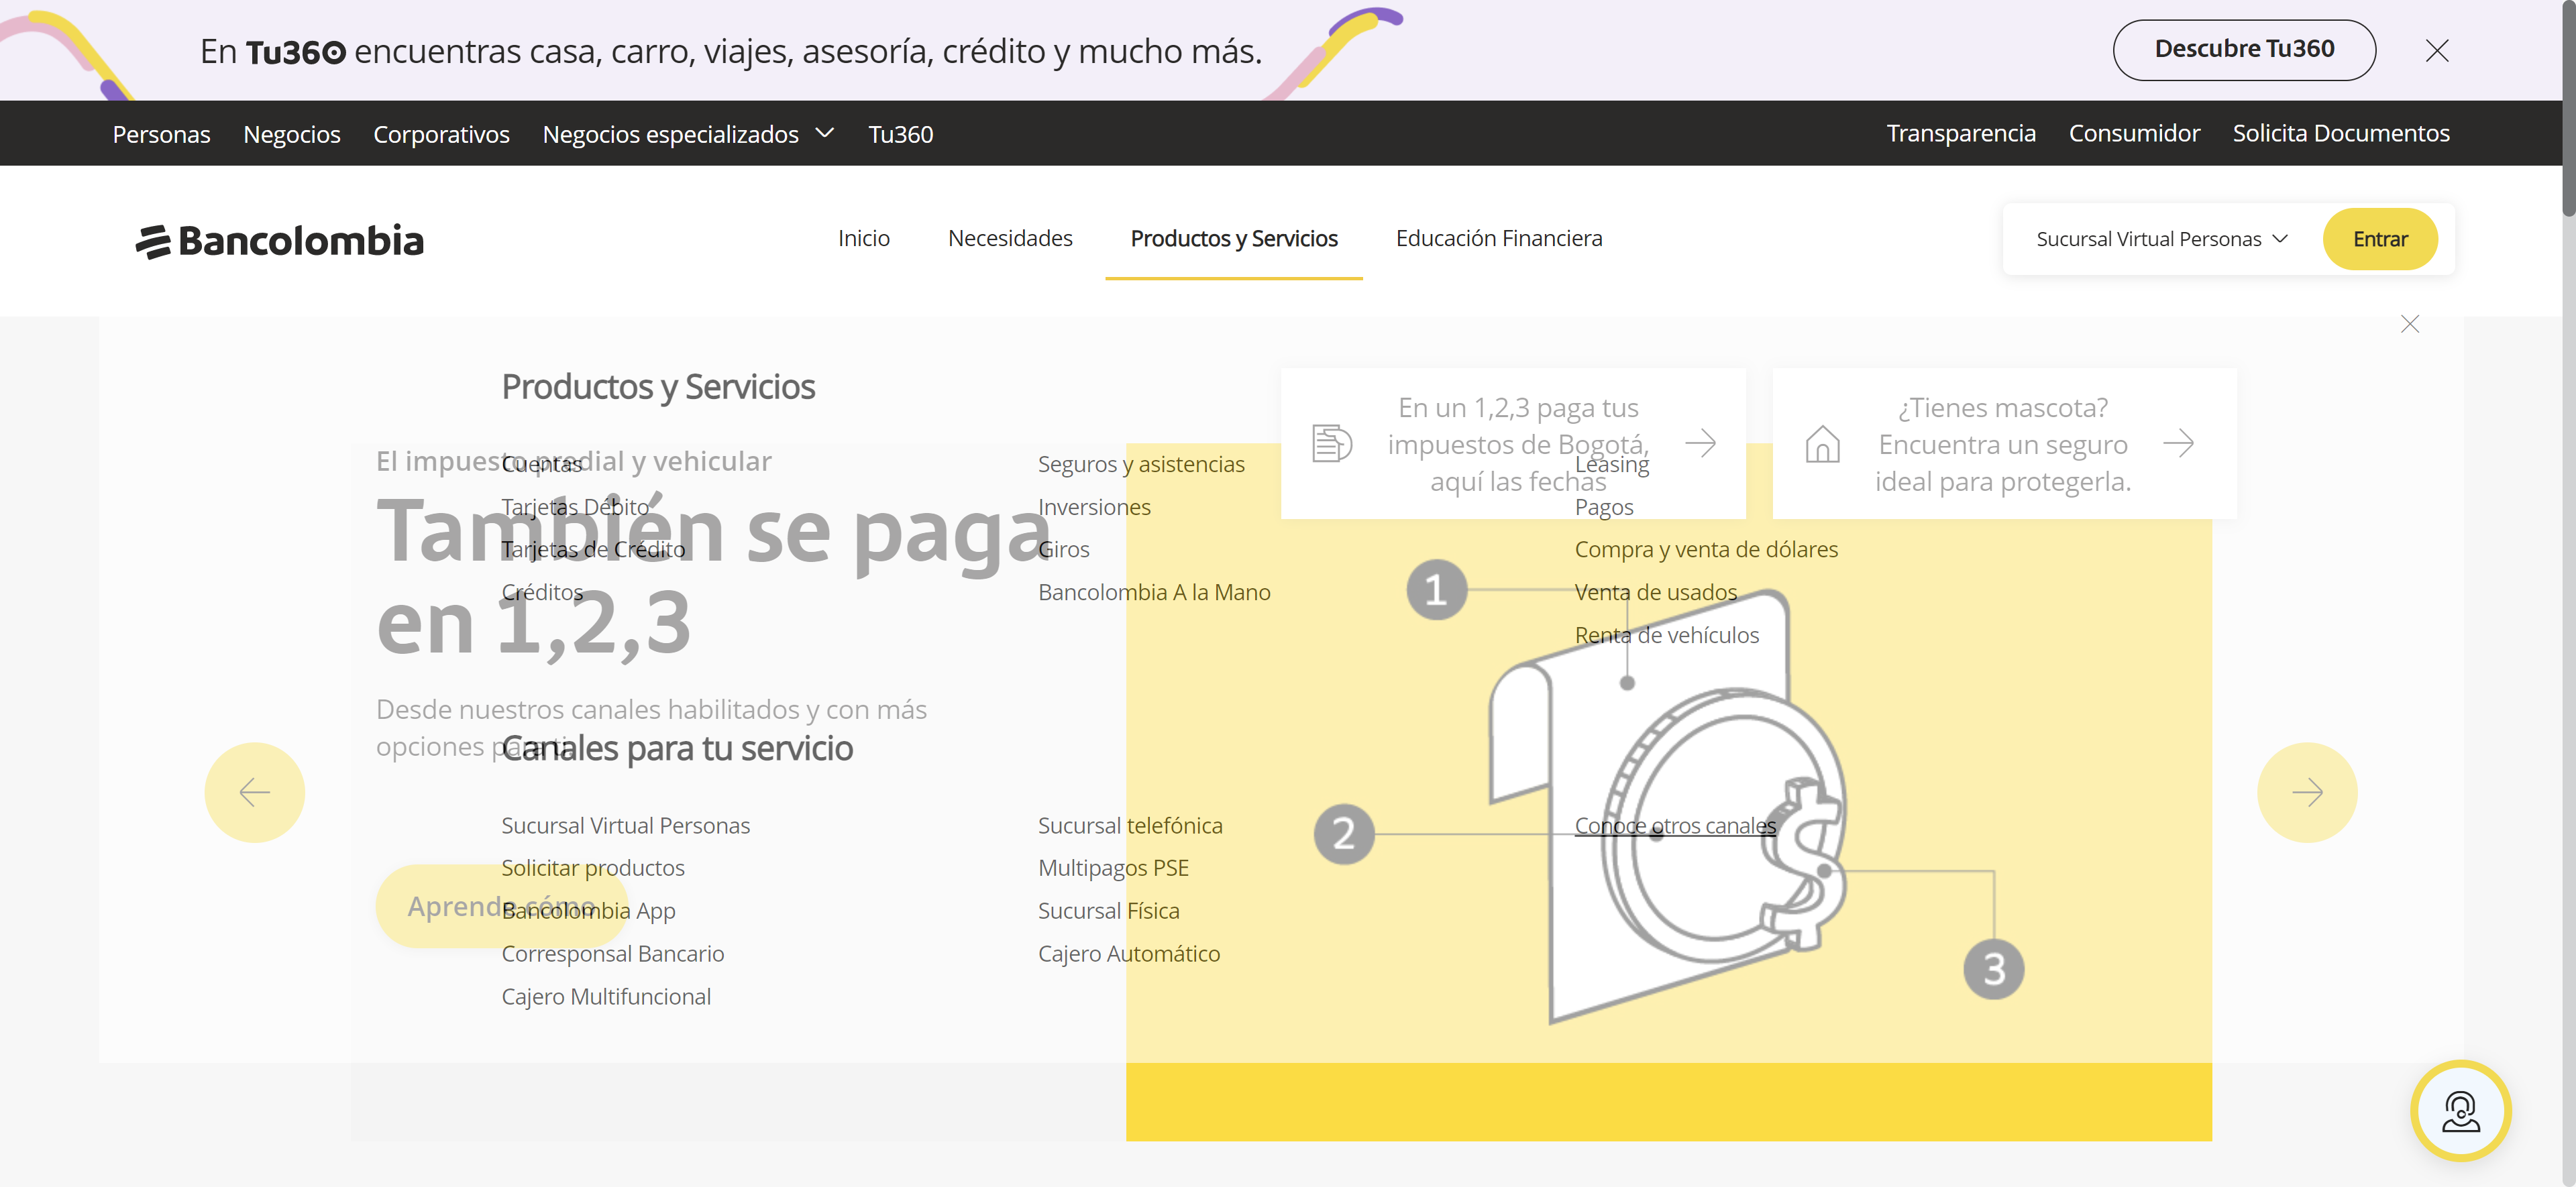 En Tu360 encuentras casa, carro, viajes, asesoría, crédito y mucho más.
Descubre Tu360
Personas
Negocios
Corporativos
Negocios especializados
Tu360
Transparencia
Consumidor
Solicita Documentos
Bancolombia
Inicio
Necesidades
Productos y Servicios
Educación Financiera
Sucursal Virtual Personas
Entrar
Productos y Servicios
Cuentas
Tarjetas Débito
Tarjetas de Crédito
Créditos
Seguros y asistencias
Inversiones
Giros
Bancolombia A la Mano
Leasing
Pagos
Compra y venta de dólares
Venta de usados
Renta de vehículos
Canales para tu servicio
Sucursal Virtual Personas
Solicitar productos
Bancolombia App
Corresponsal Bancario
Cajero Multifuncional
Sucursal telefónica
Multipagos PSE
Sucursal Física
Cajero Automático
Conoce otros canales
En un 1,2,3 paga tus
impuestos de Bogotá,
aquí las fechas
¿Tienes mascota?
Encuentra un seguro
ideal para protegerla.
El impuesto predial y vehicular
También se paga
en 1,2,3
Desde nuestros canales habilitados y con más
opciones para ti.
Aprende cómo
1
2
3
$